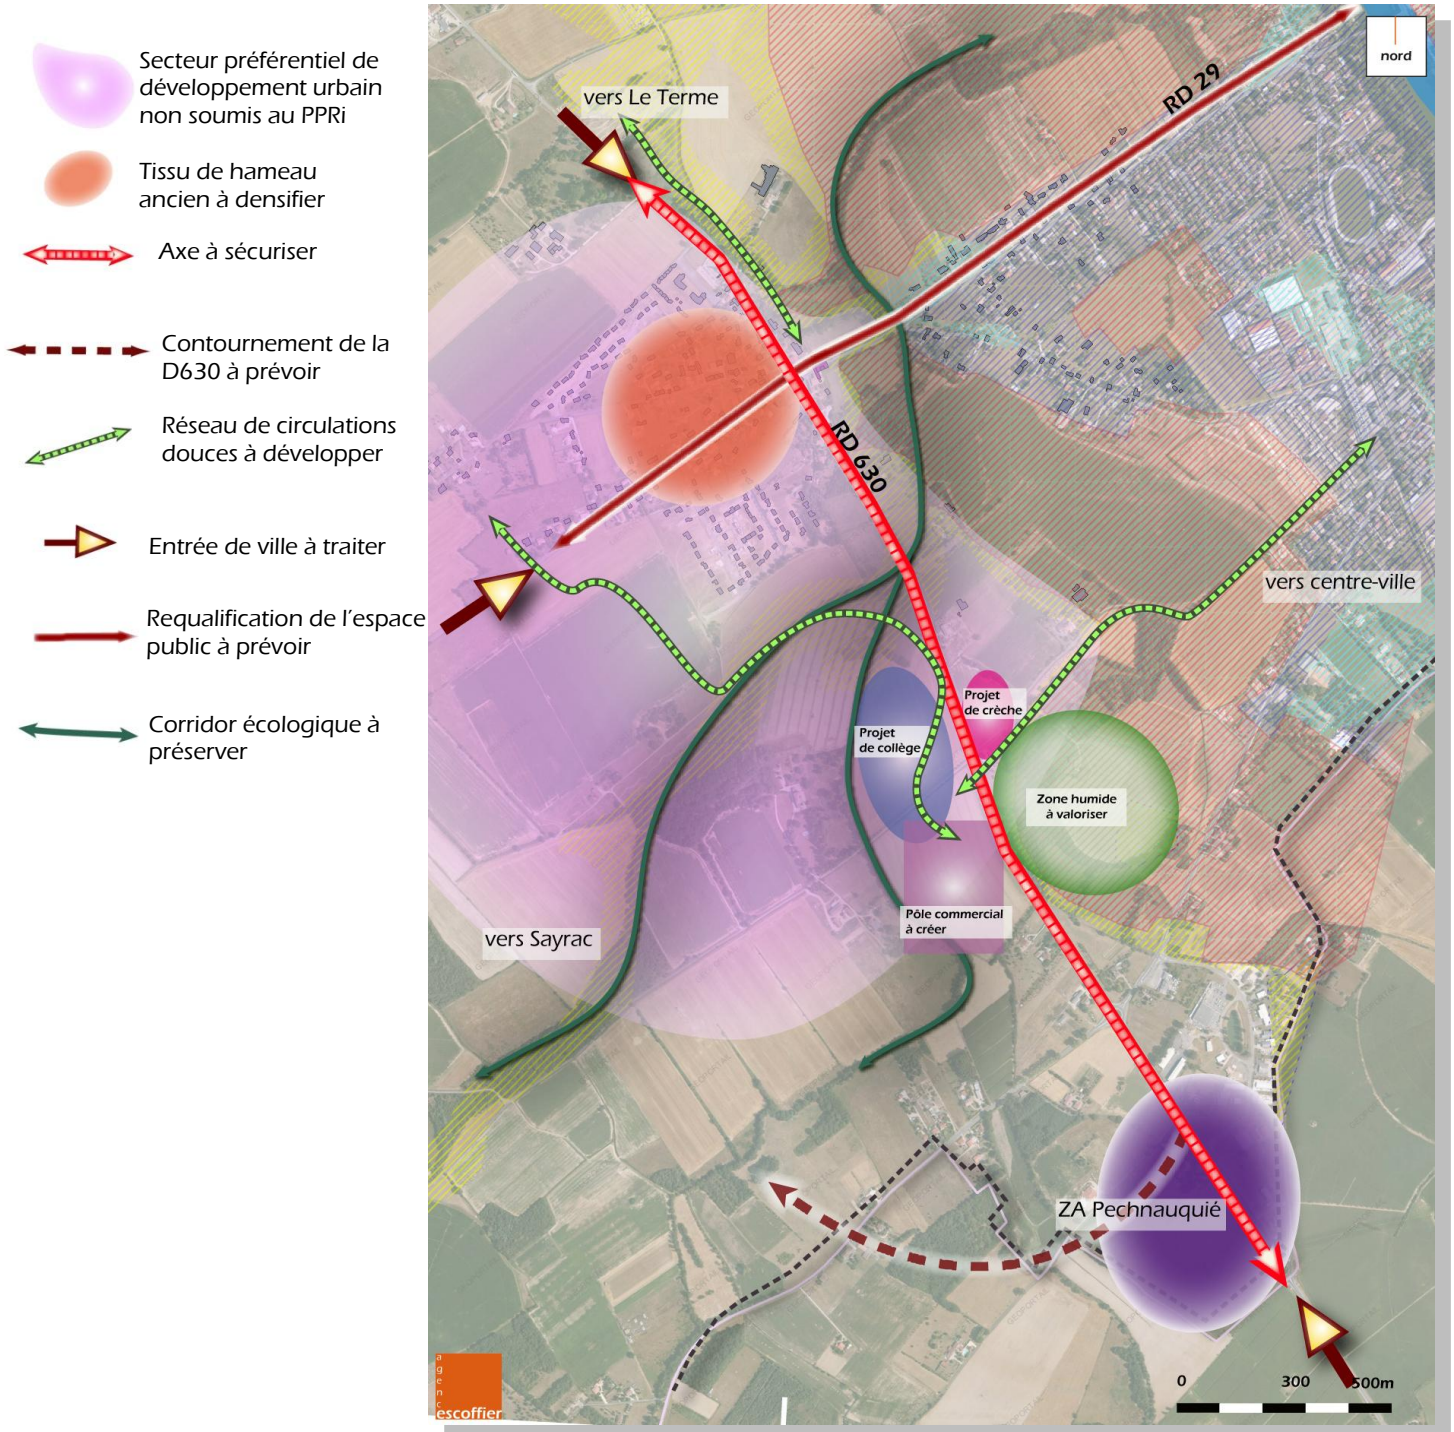 Secteur préférentiel de
développement urbain
non soumis au PPRi
Tissu de hameau
ancien à densifier
Axe à sécuriser
Contournement de la
D630 à prévoir
Réseau de circulations
douces à développer
Entrée de ville à traiter
Requalification de l'espace
public à prévoir
Corridor écologique à
préserver
nord
vers Le Terme
RD 29
RD 630
vers centre-ville
Projet
de crèche
Projet
de collège
Zone humide
à valoriser
Pôle commercial
à créer
vers Sayrac
ZA Pechnauquié
0 300 500m
agenc
escoffier